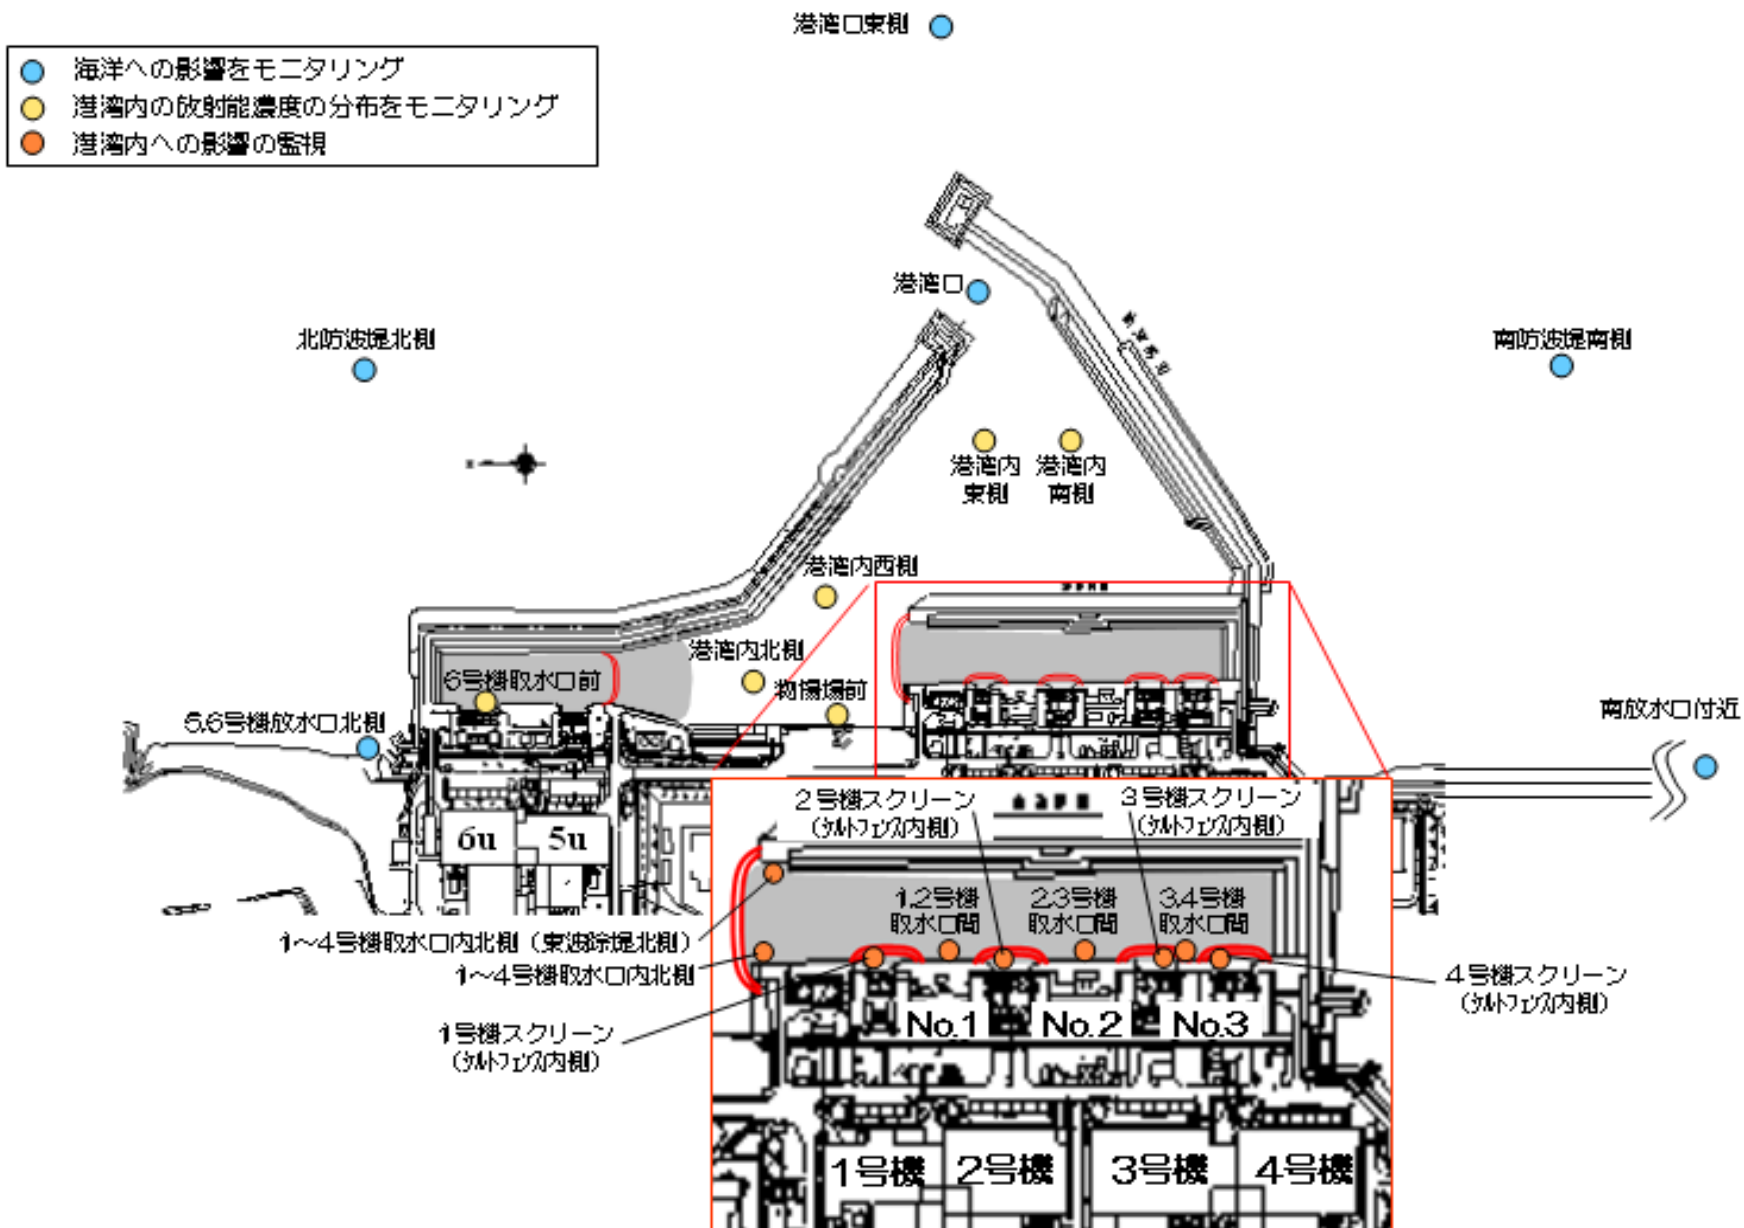 港湾口東側
海洋への影響をモニタリング
港湾内の放射能濃度の分布をモニタリング
港湾内への影響の監視
港湾口
北防波堤北側
南防波堤南側
港湾内
東側
港湾内
南側
港湾内西側
港湾内北側
6号機取水口前
物揚場前
5,6号機放水口北側
南放水口付近
6u
5u
2号機スクリーン
(シルトフェンス内側)
3号機スクリーン
(シルトフェンス内側)
1,2号機
取水口間
2,3号機
取水口間
3,4号機
取水口間
1～4号機取水口内北側(東波除堤北側)
1～4号機取水口内北側
4号機スクリーン
(シルトフェンス内側)
1号機スクリーン
(シルトフェンス内側)
No.1
No.2
No.3
1号機
2号機
3号機
4号機